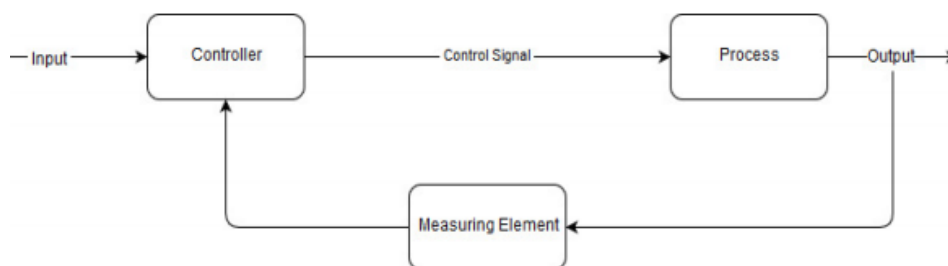 Input
Controller
Control Signal
Process
Output
Measuring Element